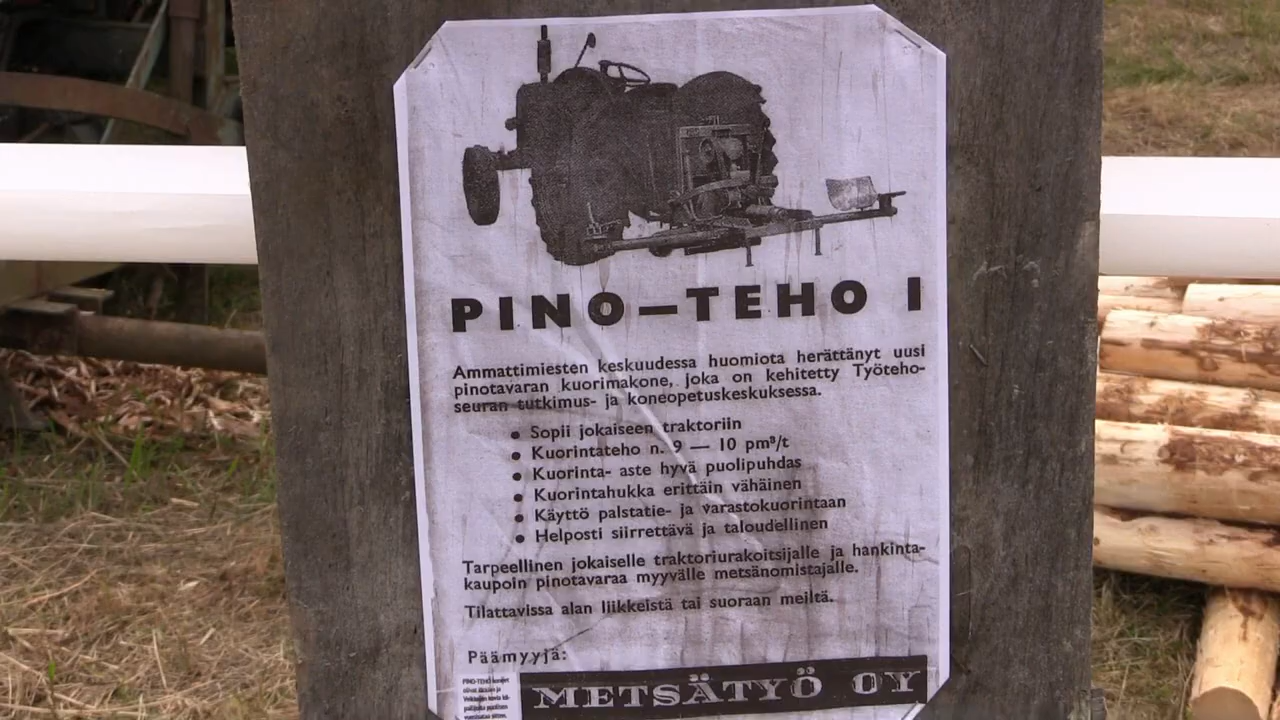 PINO—TEHO I
Ammattimiesten keskuudessa huomiota herättänyt uusi
pinotavaran kuorimakone, joka on kehitetty Työteho-
seuran tutkimus- ja koneopetuskeskuksessa.
• Sopii jokaiseen traktoriin
• Kuorintateho n. 9 — 10 pm³/t
• Kuorinta- aste hyvä puolipuhdas
• Kuorintahukka erittäin vähäinen
• Käyttö palstatie- ja varastokuorintaan
• Helposti siirrettävä ja taloudellinen
Tarpeellinen jokaiselle traktoriurakoitsijalle ja hankinta-
kaupoin pinotavaraa myyvälle metsänomistajalle.
Tilattavissa alan liikkeistä tai suoraan meiltä.
Päämyyjä:
METSÄTYÖ OY
PINO-TEHO